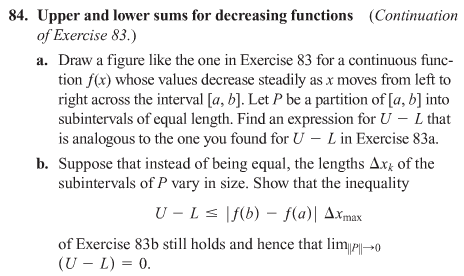 84. Upper and lower sums for decreasing functions (Continuation
of Exercise 83.)
a. Draw a figure like the one in Exercise 83 for a continuous func-
tion f(x) whose values decrease steadily as x moves from left to
right across the interval [a, b]. Let P be a partition of [a, b] into
subintervals of equal length. Find an expression for U − L that
is analogous to the one you found for U − L in Exercise 83a.
b. Suppose that instead of being equal, the lengths Δxₖ of the
subintervals of P vary in size. Show that the inequality
U − L ≤ |f(b) − f(a)| Δxmax
of Exercise 83b still holds and hence that lim‖P‖→0
(U − L) = 0.